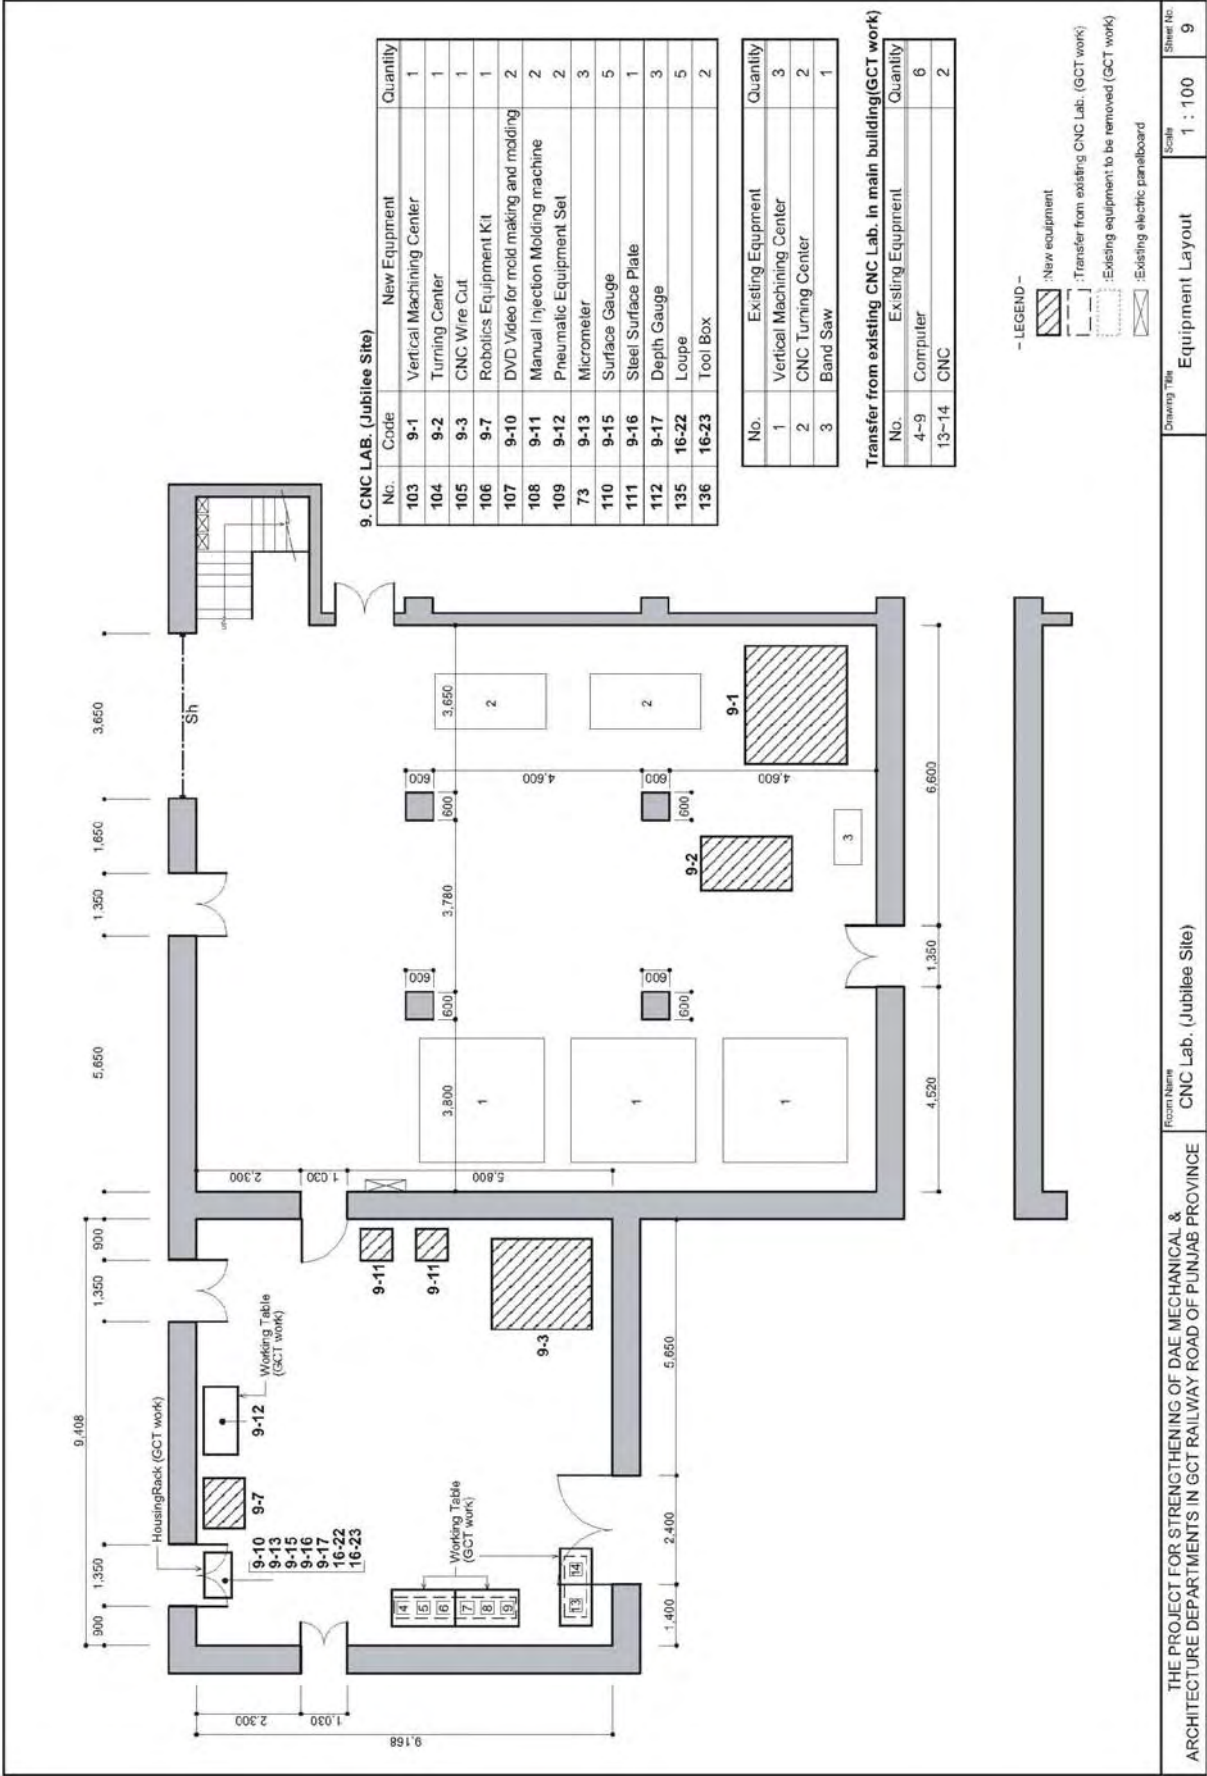 9. CNC LAB. (Jubilee Site)
No. Code New Equpment Quantity
103 9-1 Vertical Machining Center 1
104 9-2 Turning Center 1
105 9-3 CNC Wire Cut 1
106 9-7 Robotics Equipment Kit 1
107 9-10 DVD Video for mold making and molding 2
108 9-11 Manual Injection Molding machine 2
109 9-12 Pneumatic Equipment Set 2
73 9-13 Micrometer 3
110 9-15 Surface Gauge 5
111 9-16 Steel Surface Plate 1
112 9-17 Depth Gauge 3
135 16-22 Loupe 5
136 16-23 Tool Box 2
No. Existing Equpment Quantity
1 Vertical Machining Center 3
2 CNC Turning Center 2
3 Band Saw 1
Transfer from existing CNC Lab. in main building(GCT work)
No. Existing Equpment Quantity
4~9 Computer 6
13~14 CNC 2
- LEGEND -
:New equipment
:Transfer from existing CNC Lab. (GCT work)
:Existing equipment to be removed (GCT work)
:Existing electric panelboard
9,408
900 1,350 1,350 900 5,650 1,350 1,650 3,650
Sh
HousingRack (GCT work)
Working Table
(GCT work)
9-12
9-7
9-10
9-13
9-15
9-16
9-17
16-22
16-23
2,300
1,030
9,168
2,300
1,030
5,800
9-11
9-11
9-3
Working Table
(GCT work)
4 5 6 7 8 9
13 14
1,400 2,400 5,650
3,800 3,780 3,650
600 600
600 600
600 600
600 600
4,600
4,600
1
1
1
2
2
9-1
9-2
3
4,520 1,350 6,600
THE PROJECT FOR STRENGTHENING OF DAE MECHANICAL &
ARCHITECTURE DEPARTMENTS IN GCT RAILWAY ROAD OF PUNJAB PROVINCE
Room Name
CNC Lab. (Jubilee Site)
Drawing Title
Equipment Layout
Scale
1 : 100
Sheet No.
9